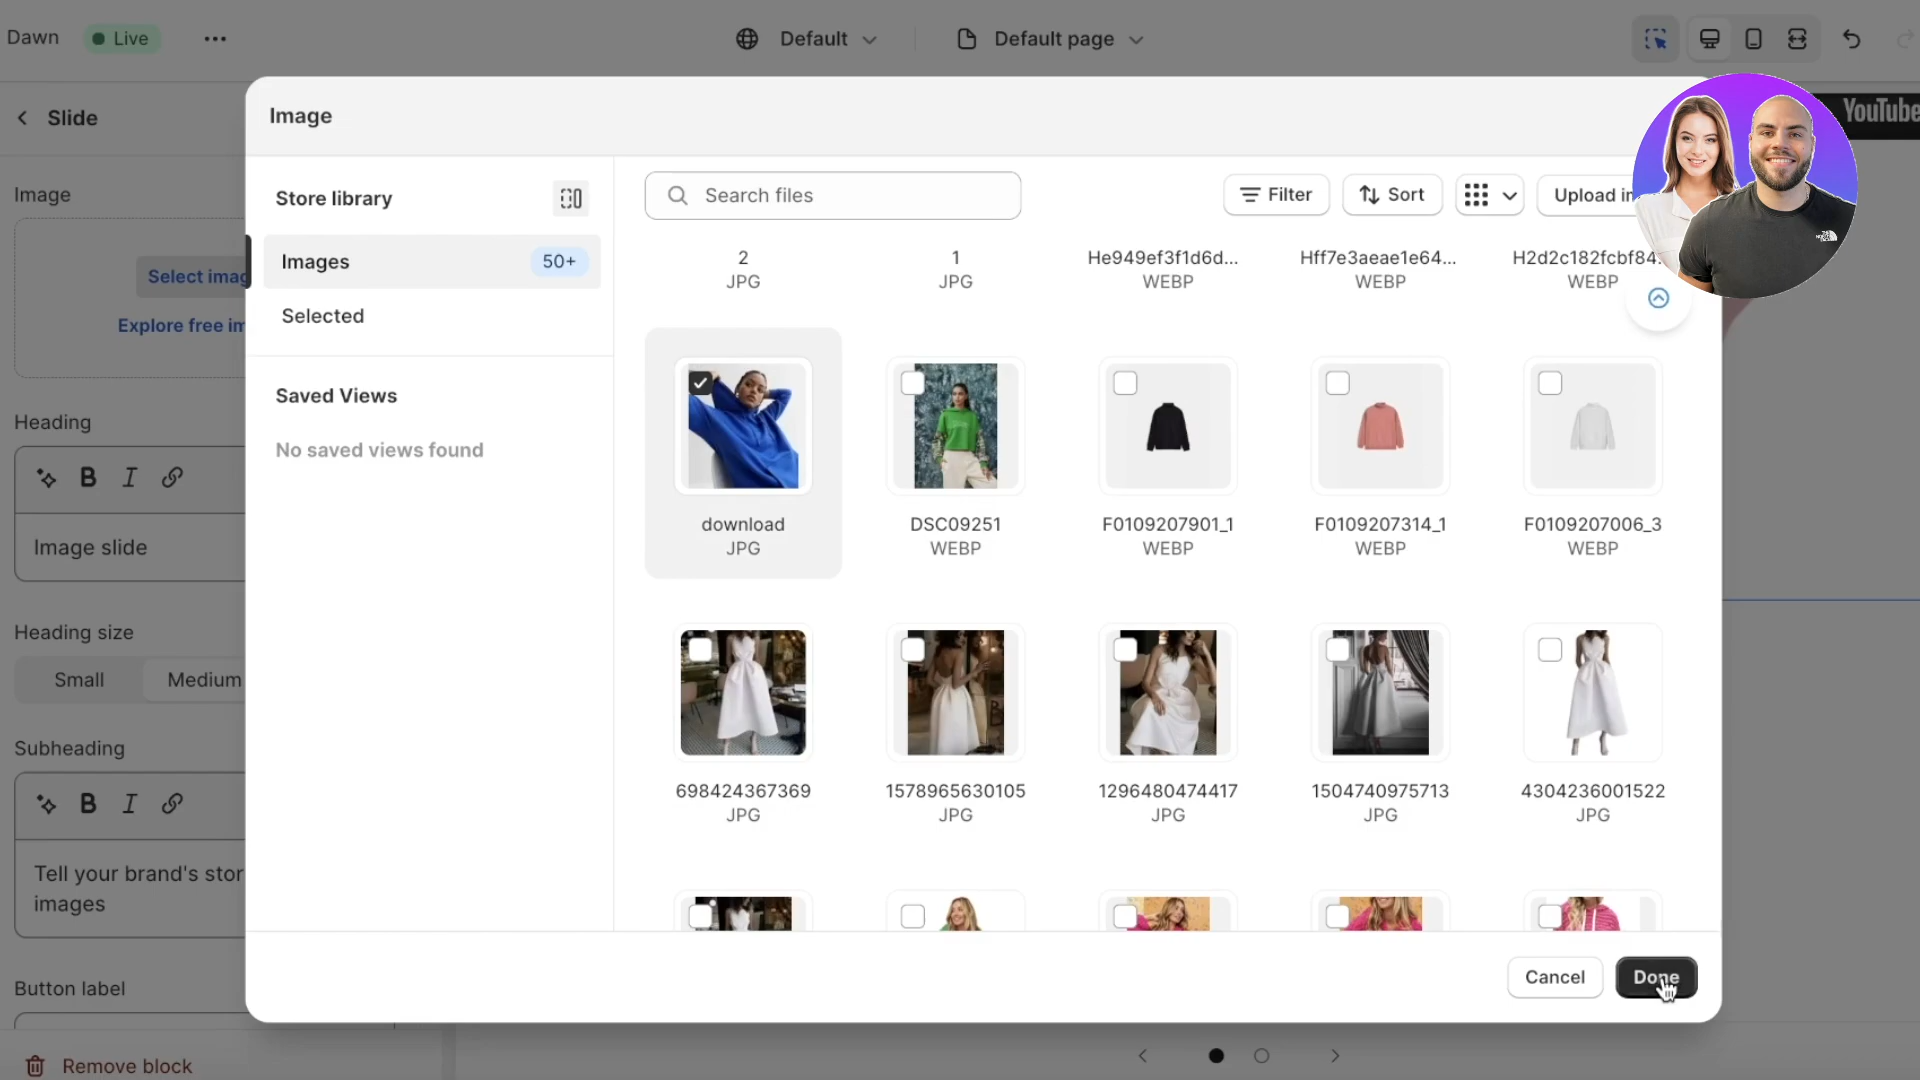 Dawn
Live
Default
Default page
Slide
Image
YouTube
Image
Store library
Search files
Filter
Sort
Images
50+
Selected
Select
Explore free
Saved Views
No saved views found
2
JPG
1
JPG
He949ef3f1d6d...
WEBP
Hff7e3aeae1e64...
WEBP
H2d2c182fcbf84
WEBP
Upload
download
JPG
DSC09251
WEBP
F0109207901_1
WEBP
F0109207314_1
WEBP
F0109207006_3
WEBP
Heading
Image slide
Heading size
Small
Medium
698424367369
JPG
1578965630105
JPG
1296480474417
JPG
1504740975713
JPG
4304236001522
JPG
Subheading
Tell your brand's
images
Button label
Remove block
Cancel
Done